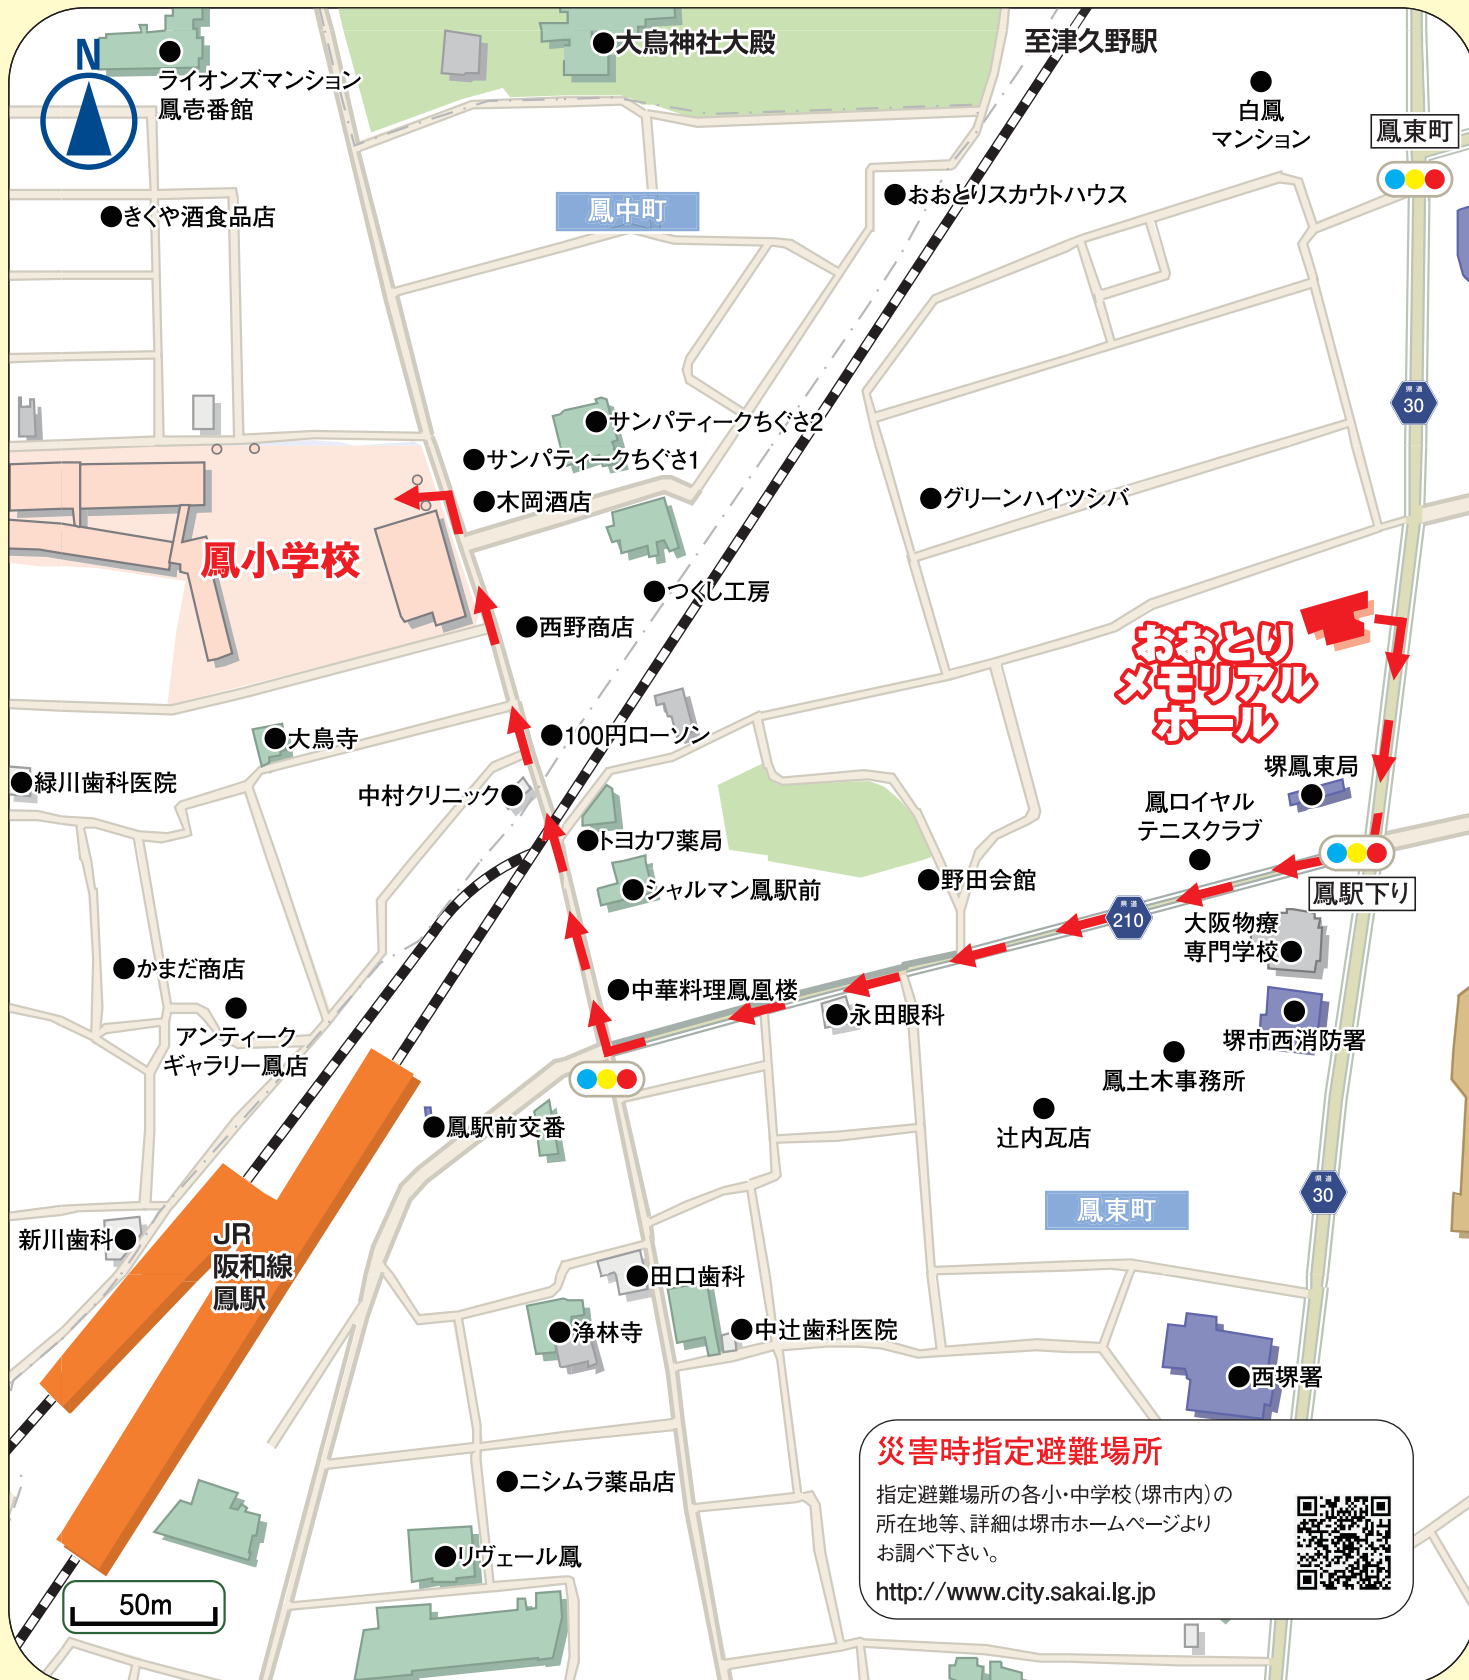 N
ライオンズマンション
鳳壱番館
大鳥神社大殿
至津久野駅
白鳳
マンション
鳳東町
きくや酒食品店
鳳中町
おおとりスカウトハウス
県道
30
サンパティークちぐさ2
サンパティークちぐさ1
木岡酒店
グリーンハイツシバ
鳳小学校
つくし工房
西野商店
おおとり
メモリアル
ホール
大鳥寺
100円ローソン
緑川歯科医院
中村クリニック
堺鳳東局
鳳ロイヤル
テニスクラブ
トヨカワ薬局
シャルマン鳳駅前
野田会館
鳳駅下り
県道
210
大阪物療
専門学校
かまだ商店
中華料理鳳凰楼
永田眼科
アンティーク
ギャラリー鳳店
堺市西消防署
鳳土木事務所
鳳駅前交番
辻内瓦店
鳳東町
県道
30
新川歯科
JR
阪和線
鳳駅
田口歯科
浄林寺
中辻歯科医院
西堺署
ニシムラ薬品店
リヴェール鳳
災害時指定避難場所
指定避難場所の各小・中学校（堺市内）の
所在地等、詳細は堺市ホームページより
お調べ下さい。
http://www.city.sakai.lg.jp
50m